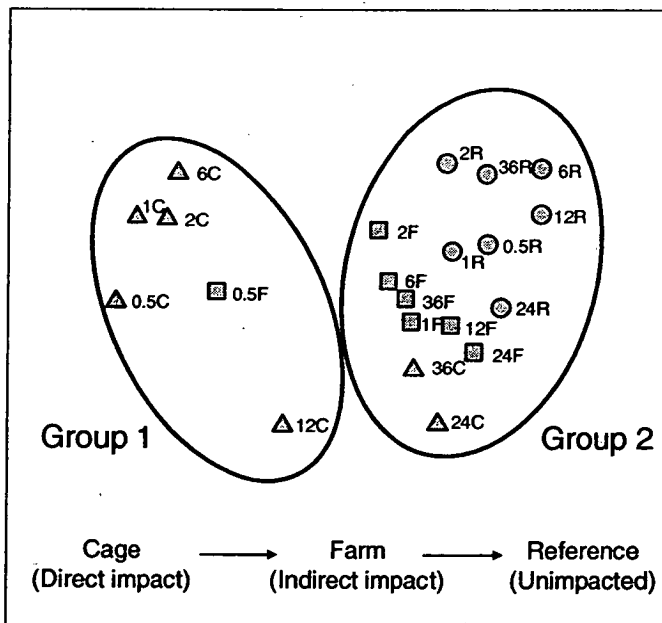 6C
2R
36R
6R
1C
2C
12R
2F
1R
0.5R
0.5C
0.5F
6F
36F
24R
1F
12F
24F
36C
12C
24C
Group 1
Group 2
Cage
Farm
Reference
(Direct impact)
(Indirect impact)
(Unimpacted)